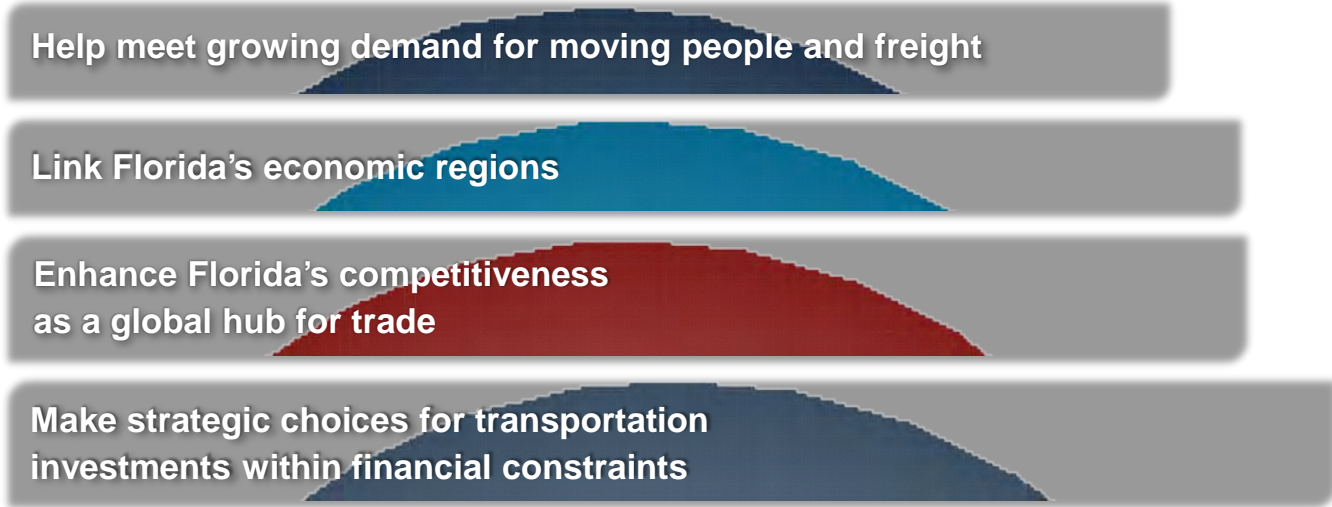 Help meet growing demand for moving people and freight
Link Florida’s economic regions
Enhance Florida’s competitiveness
as a global hub for trade
Make strategic choices for transportation
investments within financial constraints